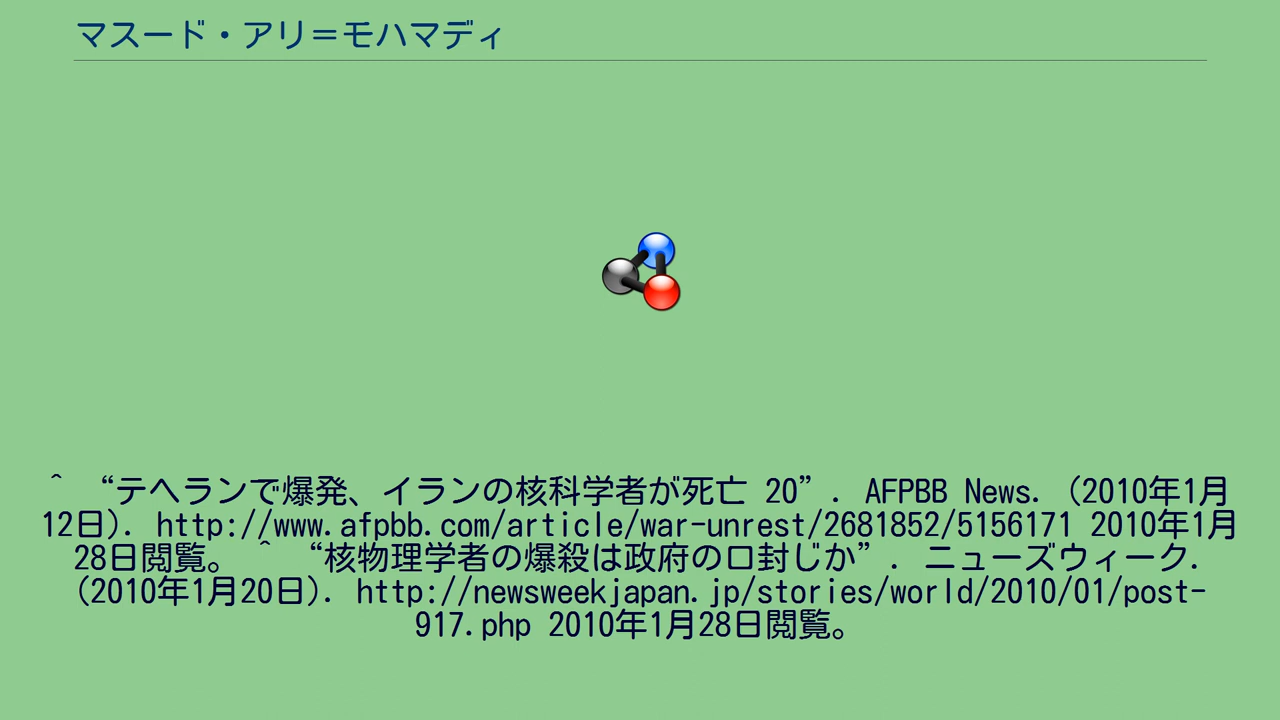 マスード・アリ＝モハマディ
^ “テヘランで爆発、イランの核科学者が死亡 20”. AFPBB News. (2010年1月
12日). http://www.afpbb.com/article/war-unrest/2681852/5156171 2010年1月
28日閲覧。 ^ “核物理学者の爆殺は政府の口封じか”. ニューズウィーク.
(2010年1月20日). http://newsweekjapan.jp/stories/world/2010/01/post-
917.php 2010年1月28日閲覧。